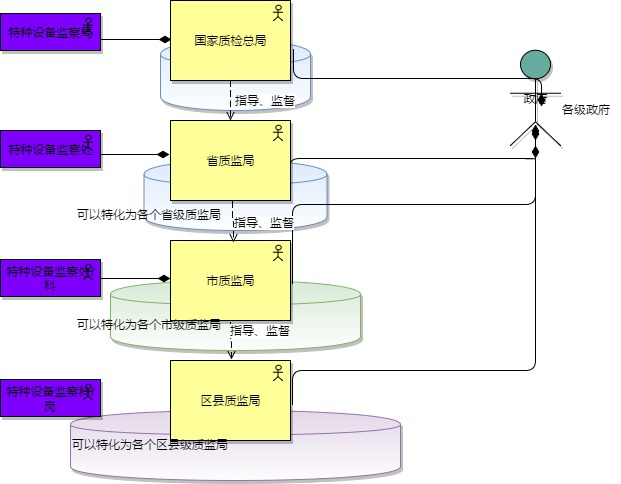 特种设备监察局
国家质检总局
指导、监督
政府
各级政府
特种设备监察处
省质监局
可以特化为各个省级质监局
指导、监督
特种设备监察处/
科
市质监局
可以特化为各个市级质监局
指导、监督
特种设备监察科/
岗
区县质监局
可以特化为各个区县级质监局